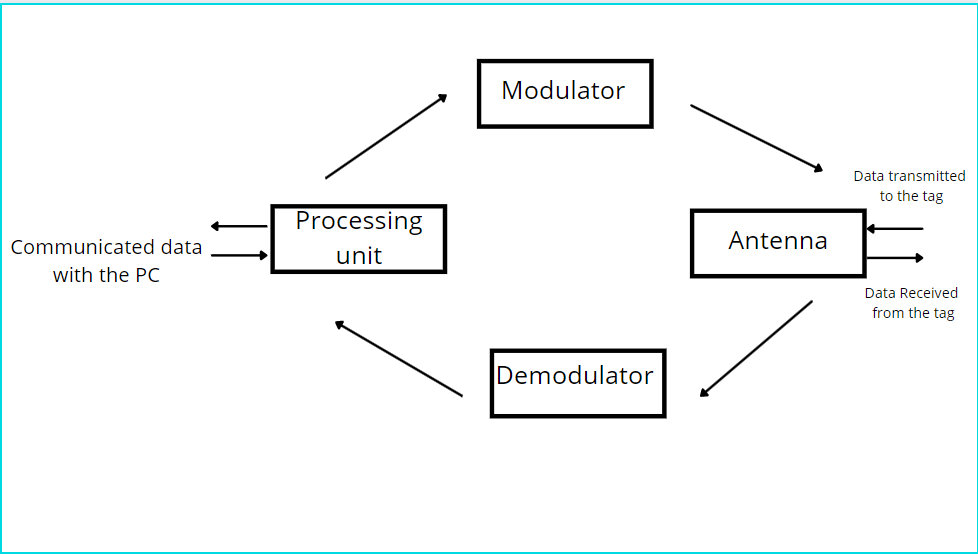 Modulator
Data transmitted
to the tag
Processing
unit
Communicated data
with the PC
Antenna
Data Received
from the tag
Demodulator